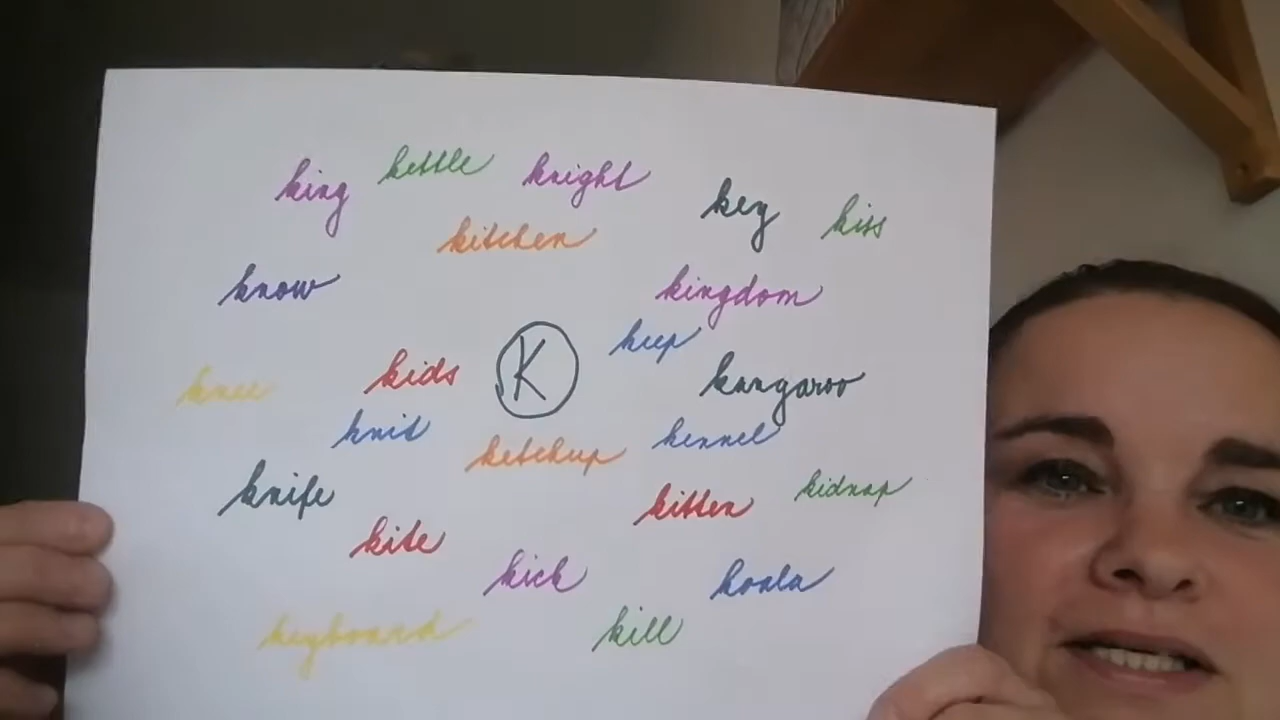 king kettle knight key kiss
kitchen
know kingdom
keep
knee kids K kangaroo
knit ketchup kennel
knife kitten kidnap
kite
kick koala
keyboard kill